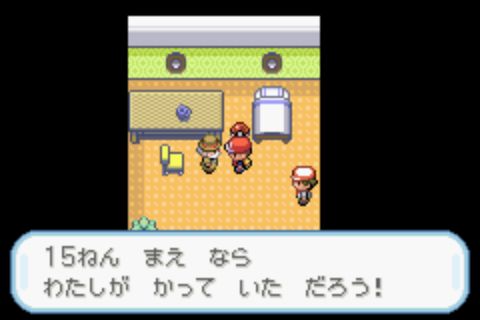 15ねん　まえ　なら
わたしが　かって　いた　だろう！